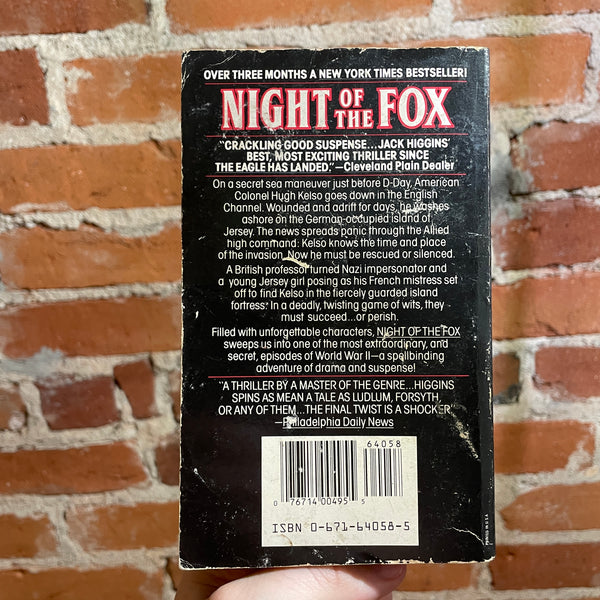 OVER THREE MONTHS A NEW YORK TIMES BESTSELLER!
NIGHT OF THE FOX
"CRACKLING GOOD SUSPENSE...JACK HIGGINS'
BEST, MOST EXCITING THRILLER SINCE
THE EAGLE HAS LANDED."—Cleveland Plain Dealer
On a secret sea maneuver just before D-Day, American
Colonel Hugh Kelso goes down in the English
Channel. Wounded and adrift for days, he washes
ashore on the German-occupied island of
Jersey. The news spreads panic through the Allied
high command: Kelso knows the time and place
of the invasion. Now he must be rescued or silenced.
A British professor turned Nazi impersonator and
a young Jersey girl posing as his French mistress set
off to find Kelso in the fiercely guarded island
fortress. In a deadly, twisting game of wits, they
must succeed...or perish.
Filled with unforgettable characters, NIGHT OF THE FOX
sweeps us into one of the most extraordinary, and
secret, episodes of World War II—a spellbinding
adventure of drama and suspense!
"A THRILLER BY A MASTER OF THE GENRE...HIGGINS
SPINS AS MEAN A TALE AS LUDLUM, FORSYTH,
OR ANY OF THEM...THE FINAL TWIST IS A SHOCKER"
—Philadelphia Daily News
64058
0 76714 00495 5
ISBN 0-671-64058-5